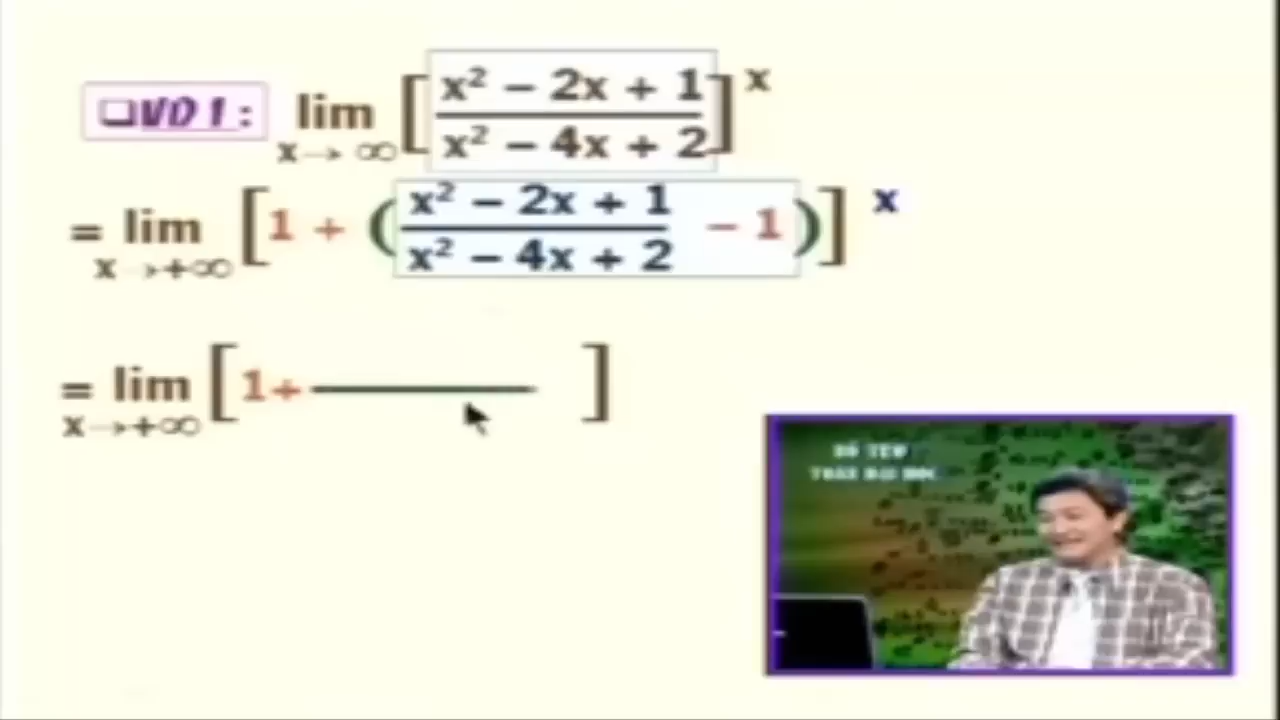 ❑VD 1 : lim x→ ∞ [ (x² − 2x + 1)/(x² − 4x + 2) ] ^x
= lim x→+∞ [ 1 + ( (x² − 2x + 1)/(x² − 4x + 2) − 1 ) ] ^x
= lim x→+∞ [ 1+ —— ]